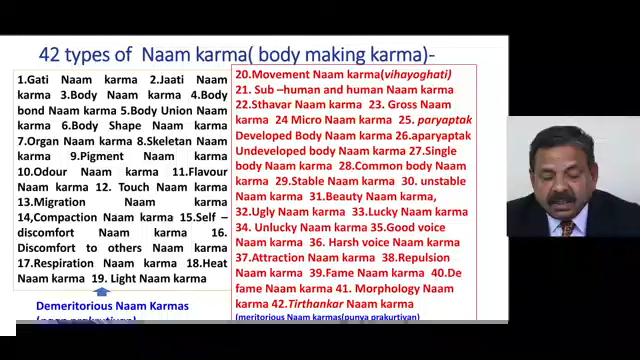 42 types of Naam karma( body making karma)-
1.Gati Naam karma 2.Jaati Naam
karma 3.Body Naam karma 4.Body
bond Naam karma 5.Body Union Naam
karma 6.Body Shape Naam karma
7.Organ Naam karma 8.Skeletan Naam
karma 9.Pigment Naam karma
10.Odour Naam karma 11.Flavour
Naam karma 12. Touch Naam karma
13.Migration Naam karma
14,Compaction Naam karma 15.Self –
discomfort Naam karma 16.
Discomfort to others Naam karma
17.Respiration Naam karma 18.Heat
Naam karma 19. Light Naam karma
Demeritorious Naam Karmas
(paap prakrutiyan)
20.Movement Naam karma(vihayoghati)
21. Sub –human and human Naam karma
22.Sthavar Naam karma 23. Gross Naam
karma 24 Micro Naam karma 25. paryaptak
Developed Body Naam karma 26.aparyaptak
Undeveloped body Naam karma 27.Single
body Naam karma 28.Common body Naam
karma 29.Stable Naam karma 30. unstable
Naam karma 31.Beauty Naam karma,
32.Ugly Naam karma 33.Lucky Naam karma
34. Unlucky Naam karma 35.Good voice
Naam karma 36. Harsh voice Naam karma
37.Attraction Naam karma 38.Repulsion
Naam karma 39.Fame Naam karma 40.De
fame Naam karma 41. Morphology Naam
karma 42.Tirthankar Naam karma
(meritorious Naam karmas(punya prakurtiyan)